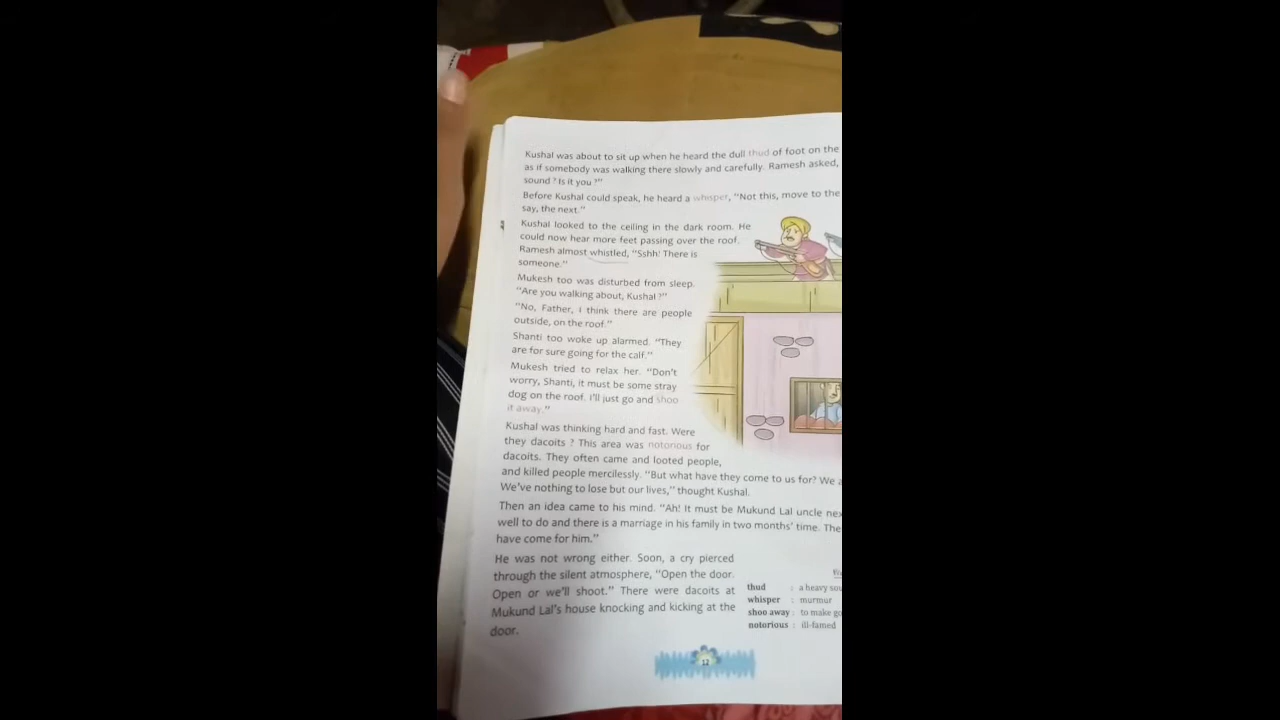 Kushal was about to sit up when he heard the dull thud of foot on the
as if somebody was walking there slowly and carefully. Ramesh asked,
sound ? Is it you ?"
Before Kushal could speak, he heard a whisper, "Not this, move to the
say, the next."
Kushal looked to the ceiling in the dark room. He
could now hear more feet passing over the roof.
Ramesh almost whistled, "Sshh! There is
someone."
Mukesh too was disturbed from sleep.
"Are you walking about, Kushal ?"
"No, Father, i think there are people
outside, on the roof."
Shanti too woke up alarmed. "They
are for sure going for the calf."
Mukesh tried to relax her. "Don't
worry, Shanti, it must be some stray
dog on the roof. I'll just go and shoo
it away."
Kushal was thinking hard and fast. Were
they dacoits ? This area was notorious for
dacoits. They often came and looted people,
and killed people mercilessly. "But what have they come to us for? We
We've nothing to lose but our lives," thought Kushal.
Then an idea came to his mind. "Ah! It must be Mukund Lal uncle
well to do and there is a marriage in his family in two months' time.
have come for him."
He was not wrong either. Soon, a cry pierced
through the silent atmosphere, "Open the door.
Open or we'll shoot." There were dacoits at
Mukund Lal's house knocking and kicking at the
door.
thud : a heavy
whisper : murmur
shoo away : to make
notorious : ill-famed
12